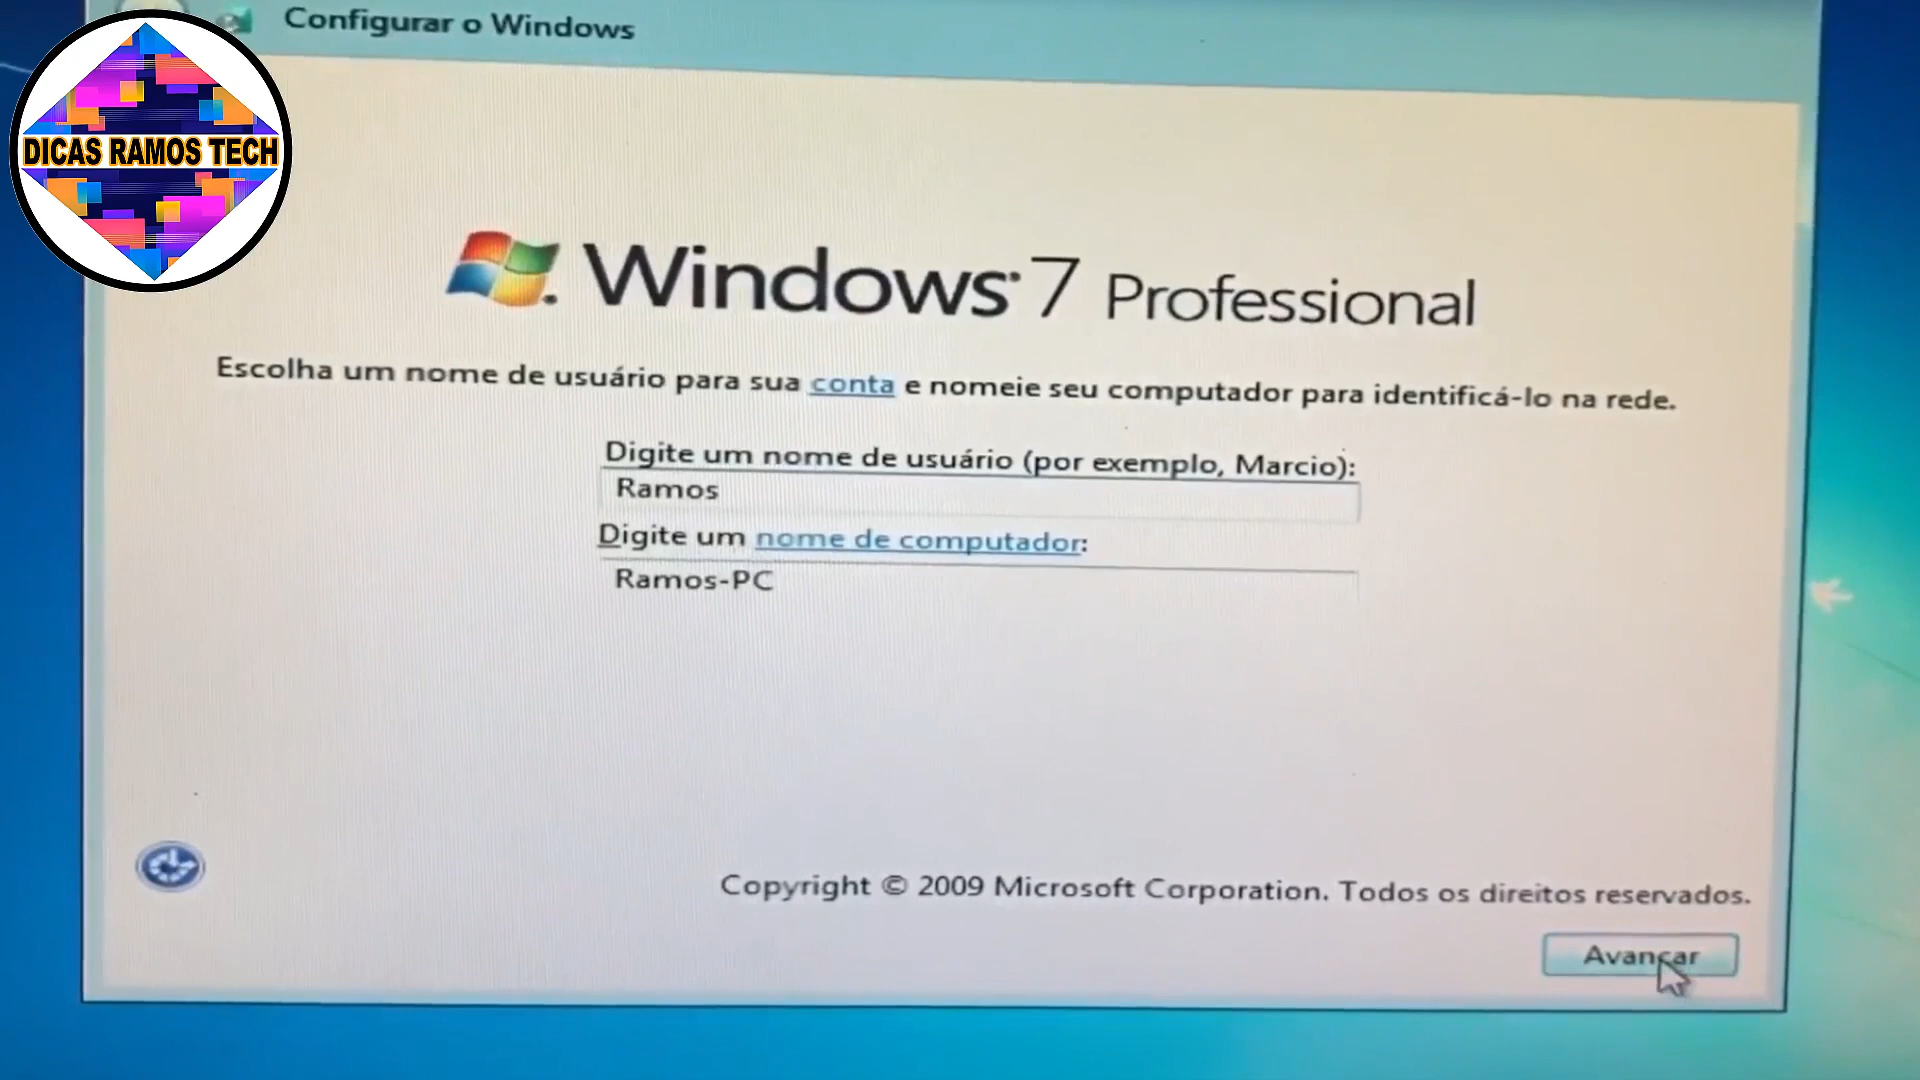 Configurar o Windows
DICAS RAMOS TECH
Windows 7 Professional
Escolha um nome de usuário para sua conta e nomeie seu computador para identificá-lo na rede.
Digite um nome de usuário (por exemplo, Marcio):
Ramos
Digite um nome de computador:
Ramos-PC
Copyright © 2009 Microsoft Corporation. Todos os direitos reservados.
Avançar